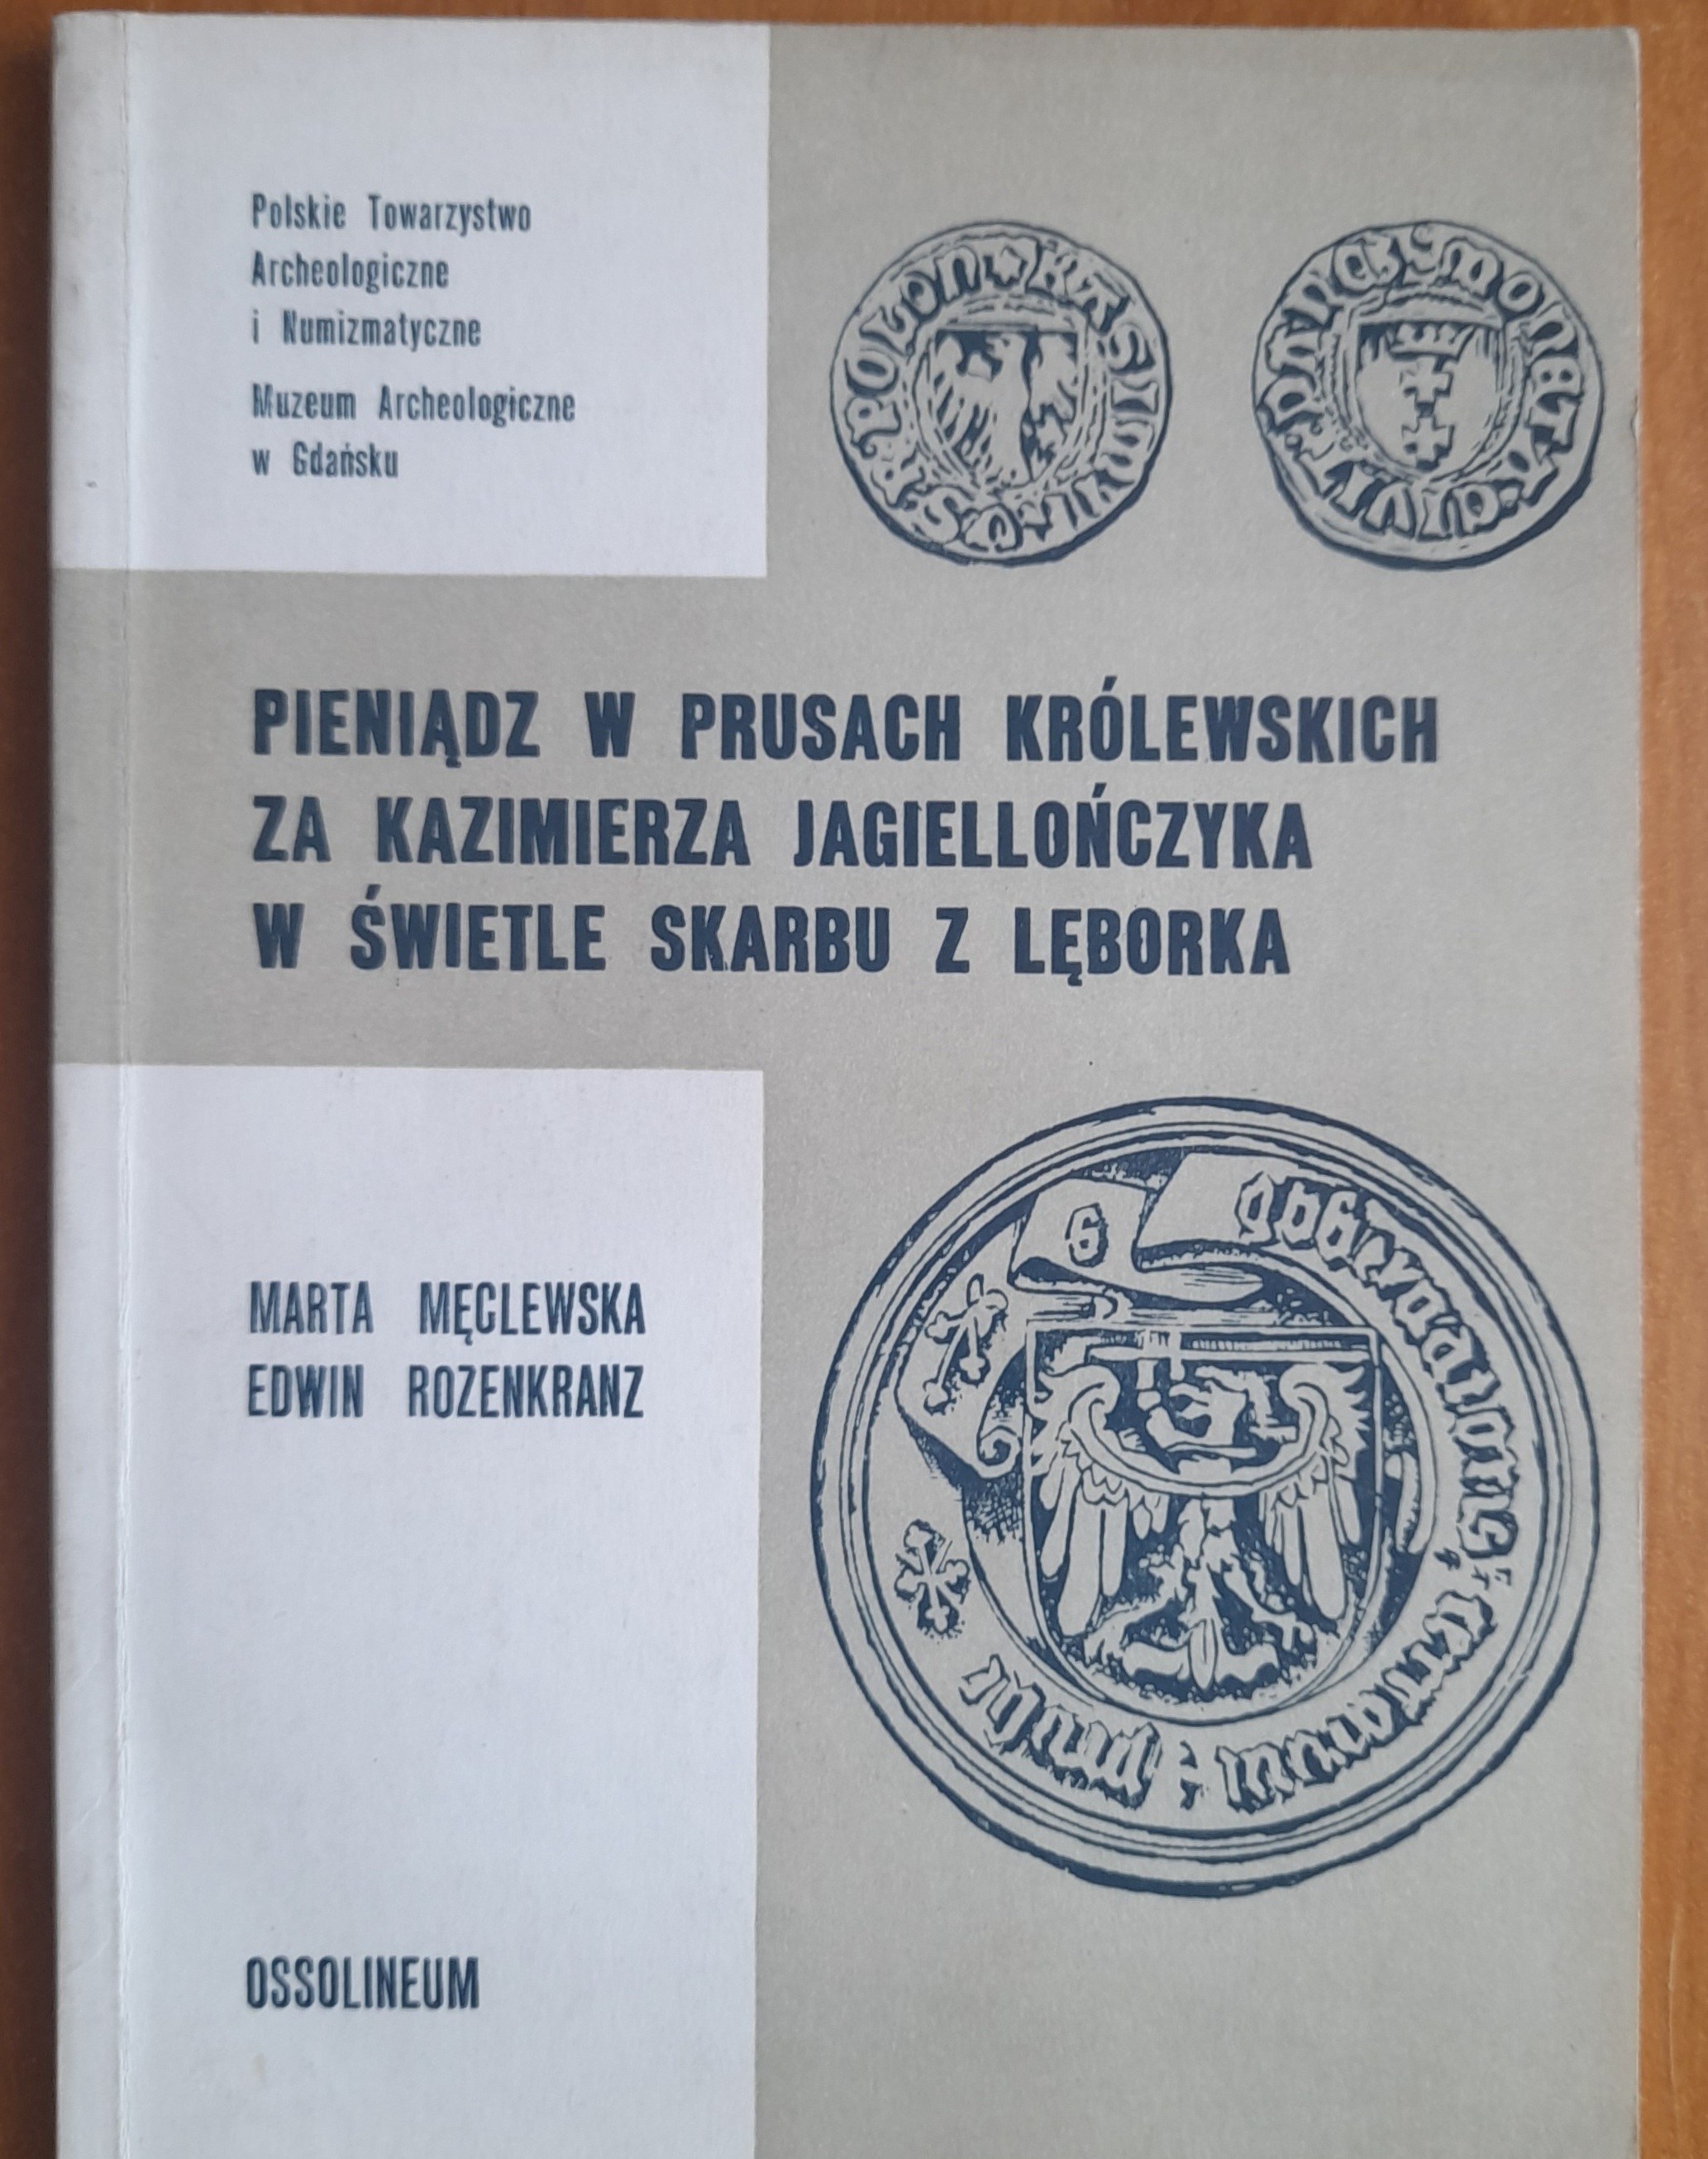 Polskie Towarzystwo
Archeologiczne
i Numizmatyczne
Muzeum Archeologiczne
w Gdańsku
PIENIĄDZ W PRUSACH KRÓLEWSKICH
ZA KAZIMIERZA JAGIELLOŃCZYKA
W ŚWIETLE SKARBU Z LĘBORKA
MARTA MĘCLEWSKA
EDWIN ROZENKRANZ
OSSOLINEUM